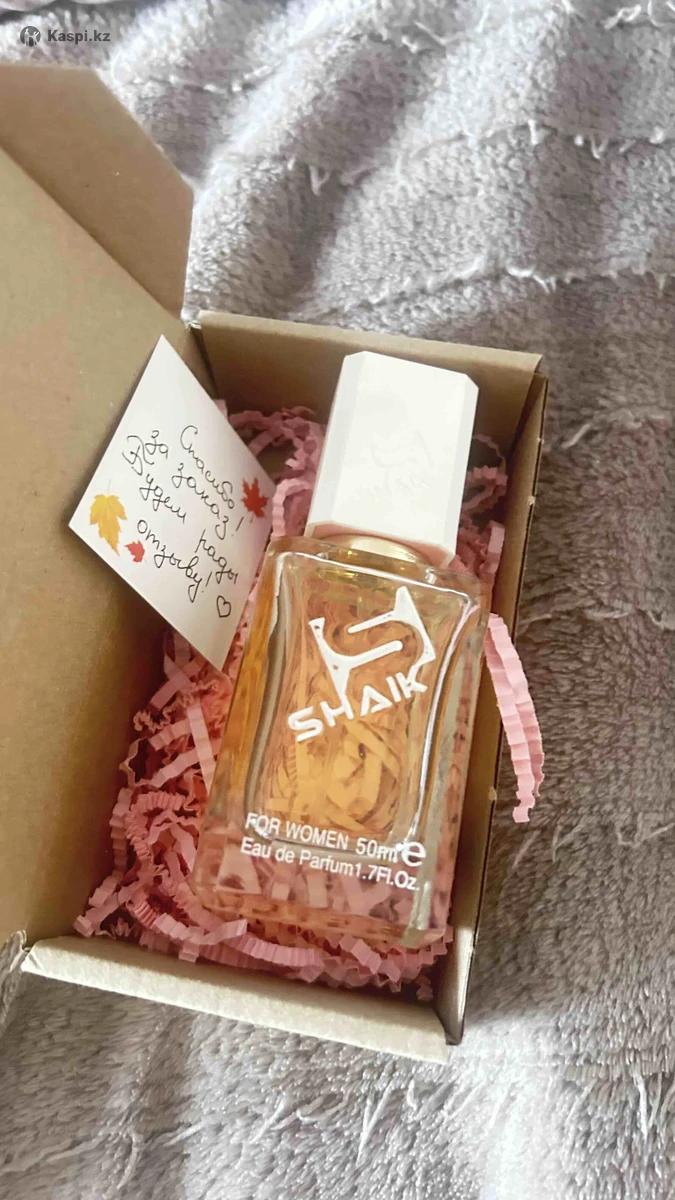 Kaspi.kz
Спасибо
за заказ!
Будем рады
отзыву! ♡
SHAIK
FOR WOMEN 50ml e
Eau de Parfum1.7Fl.Oz.